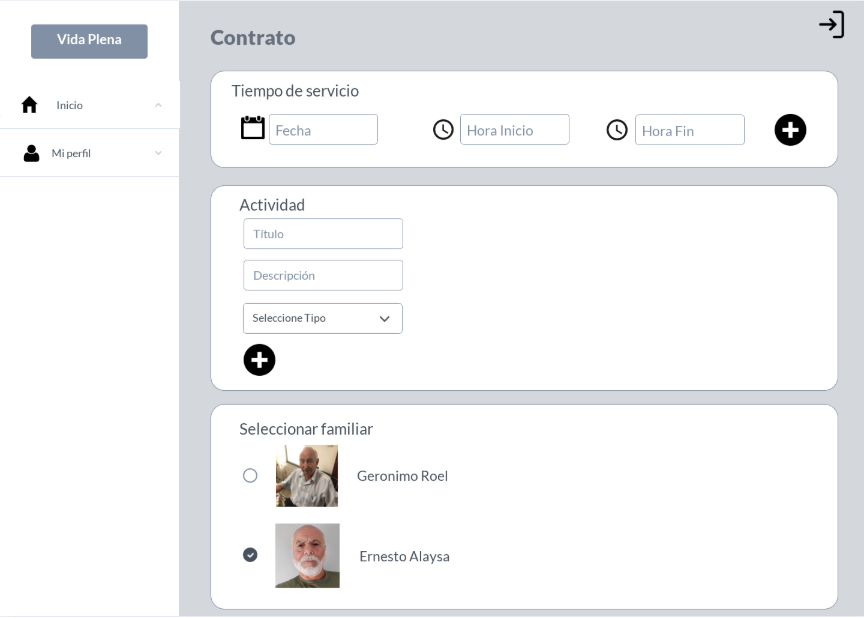 Vida Plena
Inicio
Mi perfil
Contrato
Tiempo de servicio
Fecha
Hora Inicio
Hora Fin
Actividad
Título
Descripción
Seleccione Tipo
Seleccionar familiar
Geronimo Roel
Ernesto Alaysa